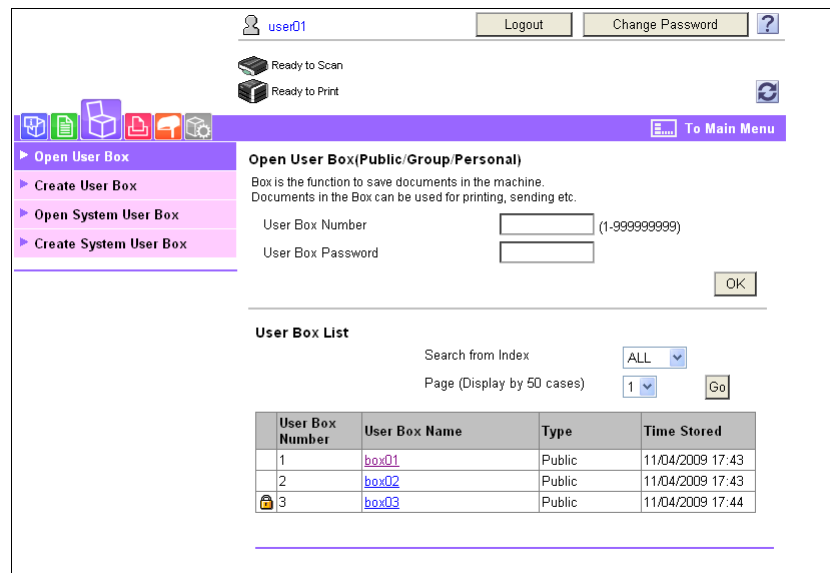 user01 Logout Change Password ?
Ready to Scan
Ready to Print
To Main Menu
Open User Box
Create User Box
Open System User Box
Create System User Box
Open User Box(Public/Group/Personal)
Box is the function to save documents in the machine.
Documents in the Box can be used for printing, sending etc.
User Box Number (1-999999999)
User Box Password
OK
User Box List
Search from Index ALL
Page (Display by 50 cases) 1 Go
User Box Number User Box Name Type Time Stored
1 box01 Public 11/04/2009 17:43
2 box02 Public 11/04/2009 17:43
3 box03 Public 11/04/2009 17:44